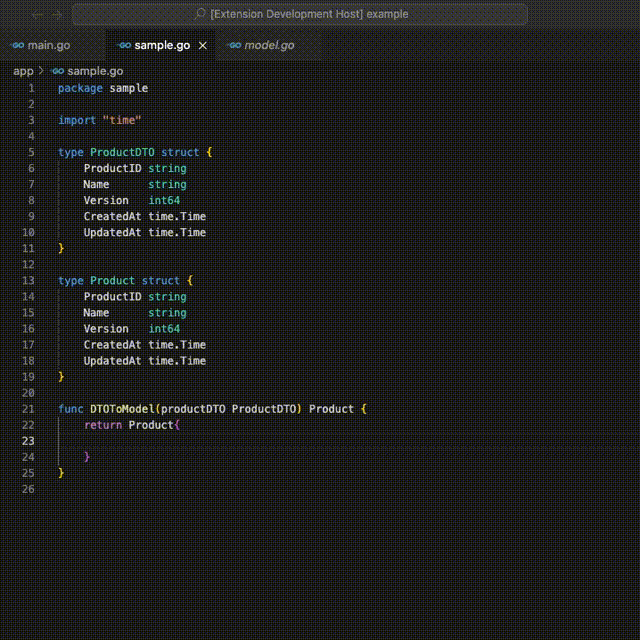 [Extension Development Host] example
main.go
sample.go
model.go
app > sample.go
1 package sample
2
3 import "time"
4
5 type ProductDTO struct {
6 ProductID string
7 Name string
8 Version int64
9 CreatedAt time.Time
10 UpdatedAt time.Time
11 }
12
13 type Product struct {
14 ProductID string
15 Name string
16 Version int64
17 CreatedAt time.Time
18 UpdatedAt time.Time
19 }
20
21 func DTOToModel(productDTO ProductDTO) Product {
22 return Product{
23
24 }
25 }
26